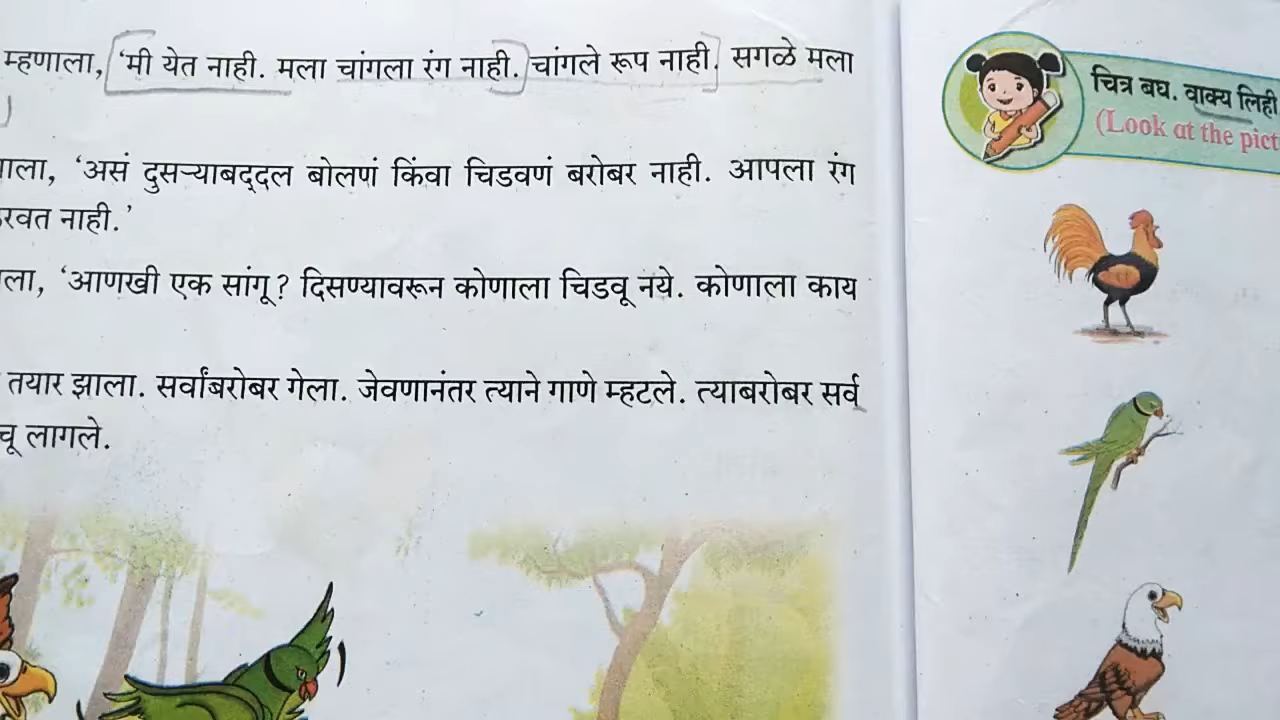 म्हणाला, ‘मी येत नाही. मला चांगला रंग नाही. चांगले रूप नाही. सगळे मला
असं दुसऱ्याबद्दल बोलणं किंवा चिडवणं बरोबर नाही. आपला रंग
नाही.’
‘आणखी एक सांगू? दिसण्यावरून कोणाला चिडवू नये. कोणाला काय
तयार झाला. सर्वांबरोबर गेला. जेवणानंतर त्याने गाणे म्हटले. त्याबरोबर सर्व
लागले.
चित्र बघ. वाक्य लिही
(Look at the pict